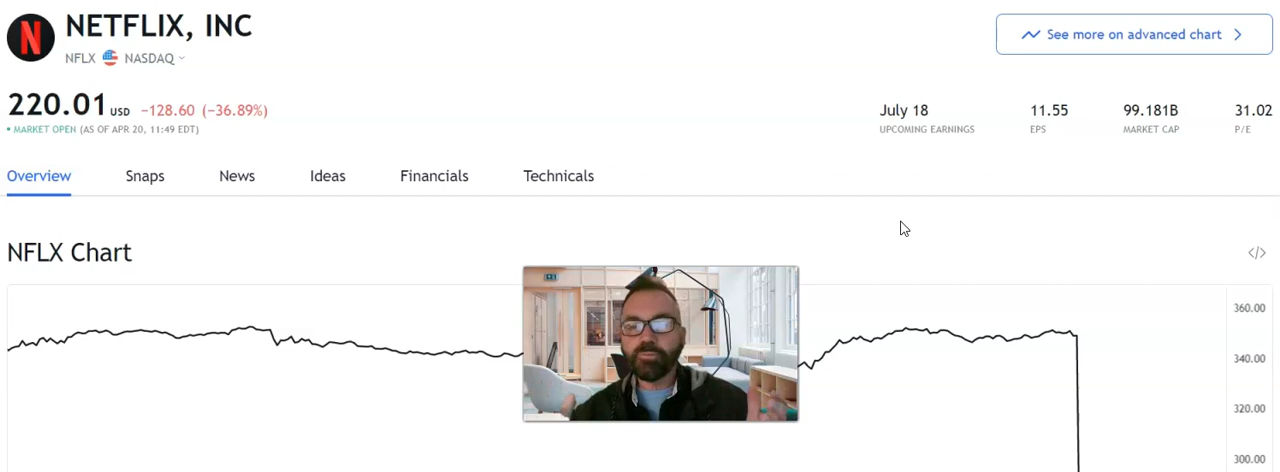 NETFLIX, INC
NFLX NASDAQ
See more on advanced chart
220.01 USD −128.60 (−36.89%)
MARKET OPEN (AS OF APR 20, 11:49 EDT)
July 18 11.55 99.181B 31.02
UPCOMING EARNINGS EPS MARKET CAP P/E
Overview Snaps News Ideas Financials Technicals
NFLX Chart
</>
360.00
340.00
320.00
300.00